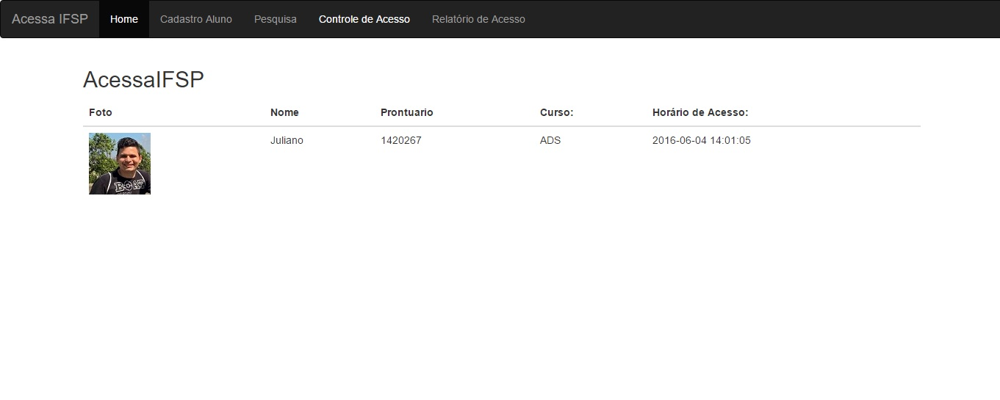 Acessa IFSP Home Cadastro Aluno Pesquisa Controle de Acesso Relatório de Acesso
AcessaIFSP
Foto Nome Prontuario Curso: Horário de Acesso:
Juliano 1420267 ADS 2016-06-04 14:01:05